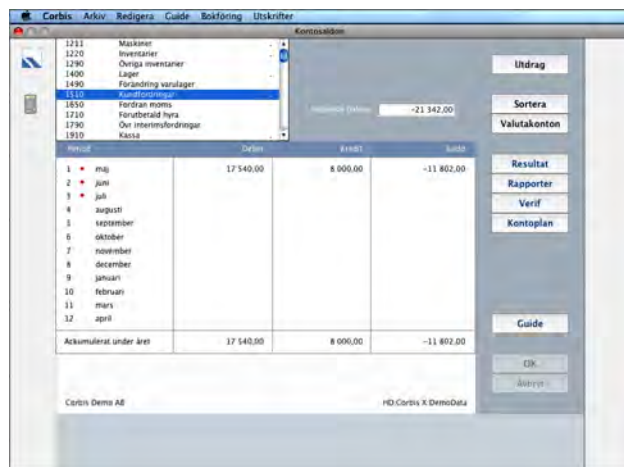 Corbis Arkiv Redigera Guide Bokföring Utskrifter
Kontosaldon
1211 Maskiner
1220 Inventarier
1290 Övriga inventarier
1400 Lager
1490 Förändring varulager
1510 Kundfordringar
1650 Fordran moms
1710 Förutbetald hyra
1790 Övr interimsfordringar
1910 Kassa
-21 342,00
Utdrag
Sortera
Valutakonton
Resultat
Rapporter
Verif
Kontoplan
Guide
OK
Avbryt
Period Debet Kredit Saldo
1 maj 17 540,00 8 000,00 -11 802,00
2 juni
3 juli
4 augusti
5 september
6 oktober
7 november
8 december
9 januari
10 februari
11 mars
12 april
Ackumulerat under året 17 540,00 8 000,00 -11 802,00
Corbis Demo AB HD:Corbis X DemoData